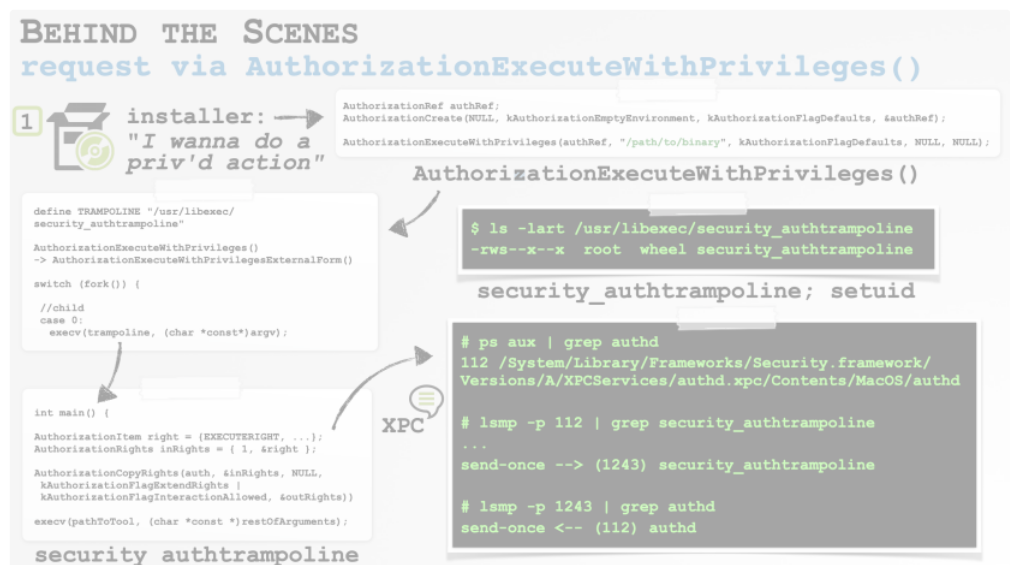 BEHIND THE SCENES
request via AuthorizationExecuteWithPrivileges()
1
installer:
"I wanna do a
priv'd action"
AuthorizationRef authRef;
AuthorizationCreate(NULL, kAuthorizationEmptyEnvironment, kAuthorizationFlagDefaults, &authRef);
AuthorizationExecuteWithPrivileges(authRef, "/path/to/binary", kAuthorizationFlagDefaults, NULL, NULL);
AuthorizationExecuteWithPrivileges()
define TRAMPOLINE "/usr/libexec/
security_authtrampoline"
AuthorizationExecuteWithPrivileges()
-> AuthorizationExecuteWithPrivilegesExternalForm()
switch (fork()) {
//child
case 0:
execv(trampoline, (char *const*)argv);
$ ls -lart /usr/libexec/security_authtrampoline
-rws--x--x root wheel security_authtrampoline
security_authtrampoline; setuid
int main() {
AuthorizationItem right = {EXECUTERIGHT, ...};
AuthorizationRights inRights = { 1, &right };
AuthorizationCopyRights(auth, &inRights, NULL,
kAuthorizationFlagExtendRights |
kAuthorizationFlagInteractionAllowed, &outRights))
execv(pathToTool, (char *const *)restOfArguments);
security authtrampoline
XPC
# ps aux | grep authd
112 /System/Library/Frameworks/Security.framework/
Versions/A/XPCServices/authd.xpc/Contents/MacOS/authd
# lsmp -p 112 | grep security_authtrampoline
...
send-once --> (1243) security_authtrampoline
# lsmp -p 1243 | grep authd
send-once <-- (112) authd